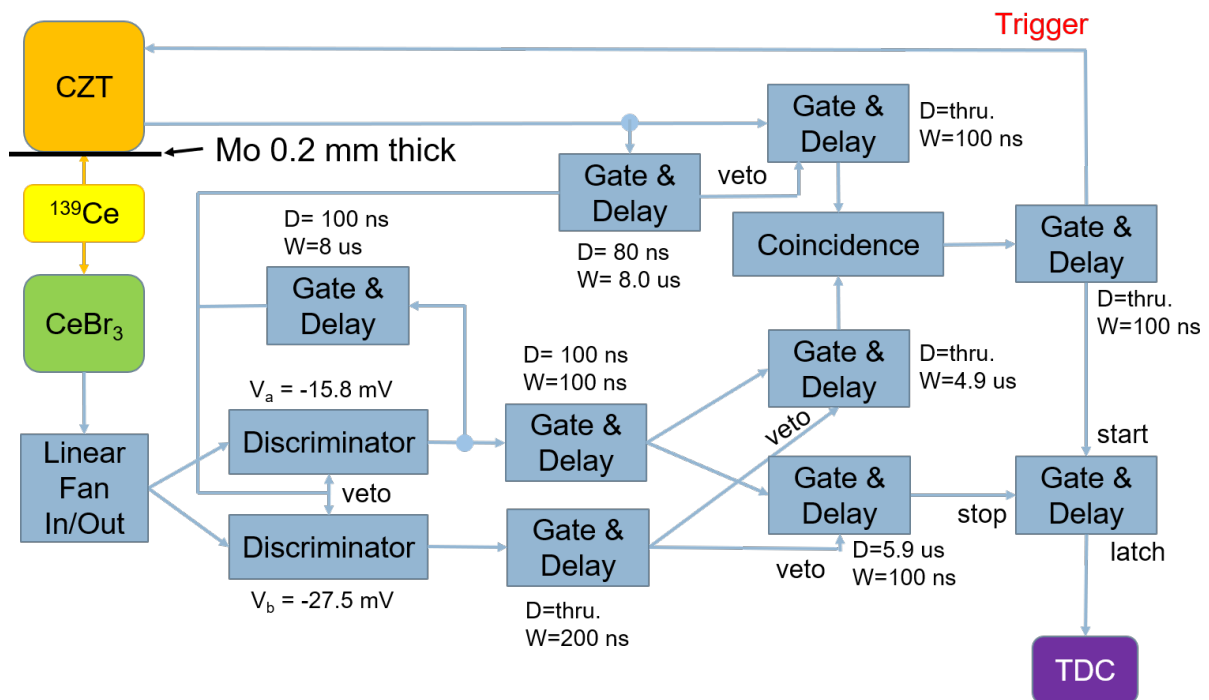 Trigger
CZT
Mo 0.2 mm thick
139Ce
CeBr3
Linear
Fan
In/Out
D= 100 ns
W=8 us
Gate &
Delay
Va = -15.8 mV
Discriminator
veto
Discriminator
Vb = -27.5 mV
Gate &
Delay
D= 80 ns
W= 8.0 us
veto
Gate &
Delay
D=thru.
W=100 ns
Coincidence
Gate &
Delay
D=thru.
W=100 ns
D= 100 ns
W=100 ns
Gate &
Delay
Gate &
Delay
D=thru.
W=4.9 us
veto
Gate &
Delay
D=thru.
W=200 ns
Gate &
Delay
veto
D=5.9 us
W=100 ns
stop
start
Gate &
Delay
latch
TDC